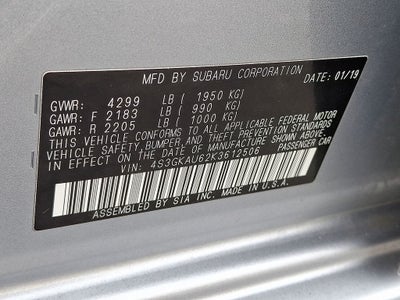 MFD BY SUBARU CORPORATION DATE: 01/19
GVWR: 4299 LB ( 1950 KG)
GAWR: F 2183 LB ( 990 KG)
GAWR: R 2205 LB ( 1000 KG)
THIS VEHICLE CONFORMS TO ALL APPLICABLE FEDERAL MOTOR
VEHICLE SAFETY,BUMPER,AND THEFT PREVENTION STANDARDS
IN EFFECT ON THE DATE OF MANUFACTURE SHOWN ABOVE.
VIN: 4S3GKAU62K3612506 PASSENGER CAR
ASSEMBLED BY SIA INC. MADE IN U.S.A.